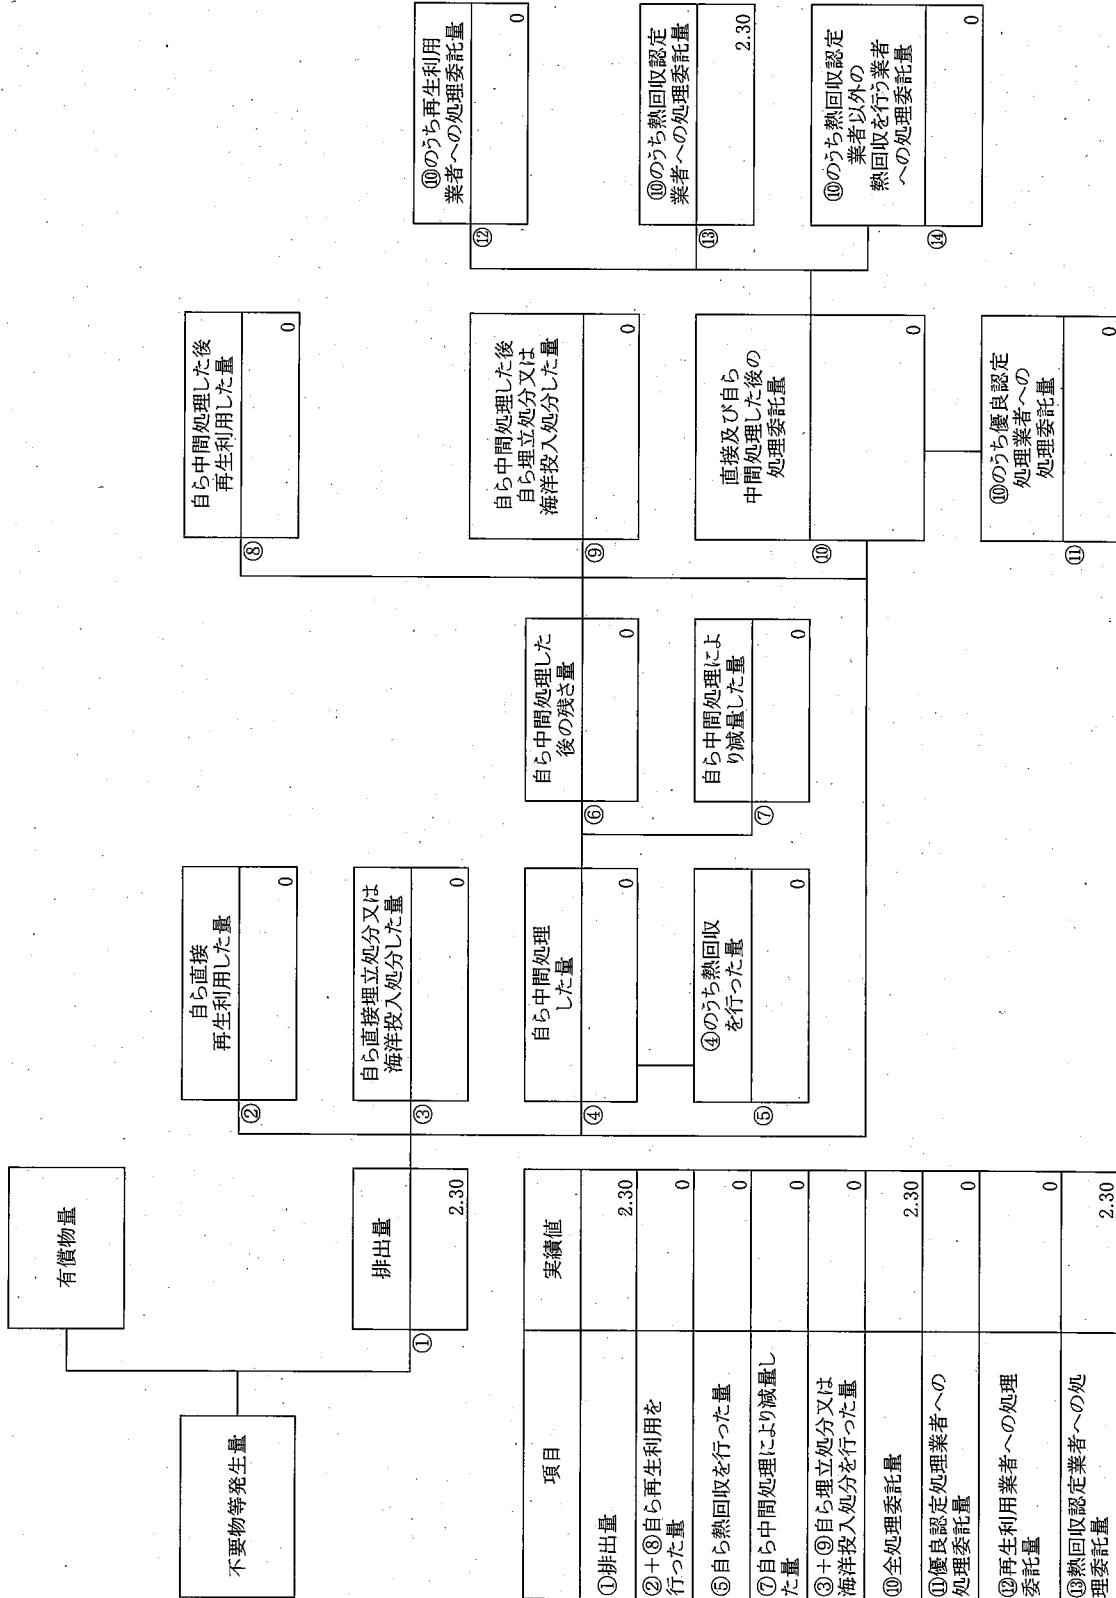 不要物等発生量
有償物量
①
排出量
2.30
②
自ら直接
再生利用した量
0
③
自ら直接埋立処分又は
海洋投入処分した量
0
④
自ら中間処理
した量
0
⑤
④のうち熱回収
を行った量
0
⑥
自ら中間処理した
後の残さ量
0
⑦
自ら中間処理によ
り減量した量
0
⑧
自ら中間処理した後
再生利用した量
0
⑨
自ら中間処理した後
自ら埋立処分又は
海洋投入処分した量
0
⑩
直接及び自ら
中間処理した後の
処理委託量
0
⑪
⑩のうち優良認定
処理業者への
処理委託量
0
⑫
⑩のうち再生利用
業者への処理委託量
0
⑬
⑩のうち熱回収認定
業者への処理委託量
2.30
⑭
⑩のうち熱回収認定
業者以外の
熱回収を行う業者
への処理委託量
0
項目 実績値
①排出量 2.30
②+⑧自ら再生利用を
行った量 0
⑤自ら熱回収を行った量 0
⑦自ら中間処理により減量し
た量 0
③+⑨自ら埋立処分又は
海洋投入処分を行った量 0
⑩全処理委託量 2.30
⑪優良認定処理業者への
処理委託量 0
⑫再生利用業者への処理
委託量 0
⑬熱回収認定業者への処
理委託量 2.30